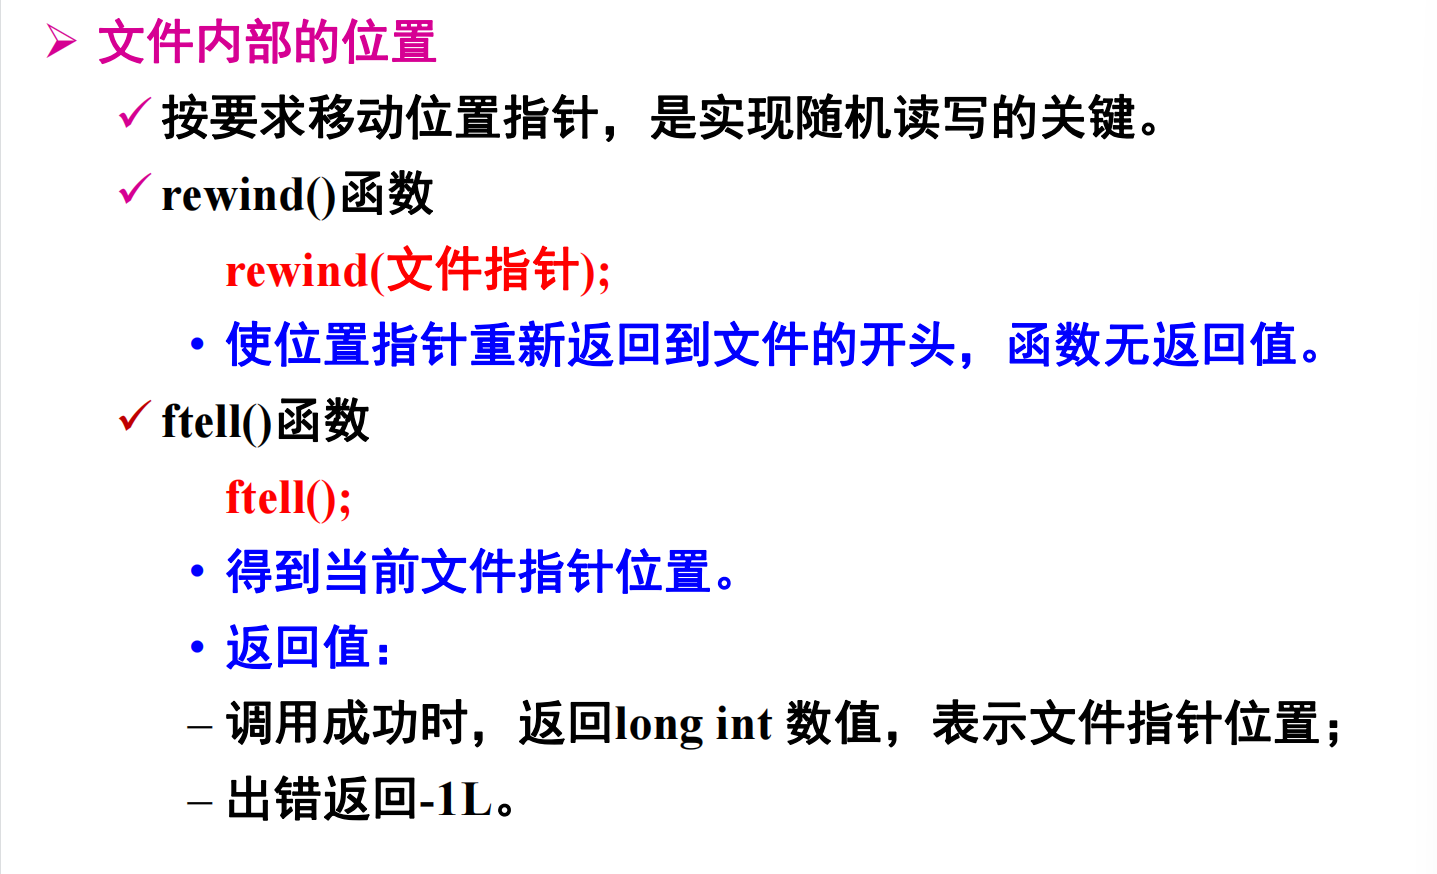 文件内部的位置
按要求移动位置指针，是实现随机读写的关键。
rewind()函数
rewind(文件指针);
使位置指针重新返回到文件的开头，函数无返回值。
ftell()函数
ftell();
得到当前文件指针位置。
返回值：
– 调用成功时，返回long int 数值，表示文件指针位置；
– 出错返回-1L。